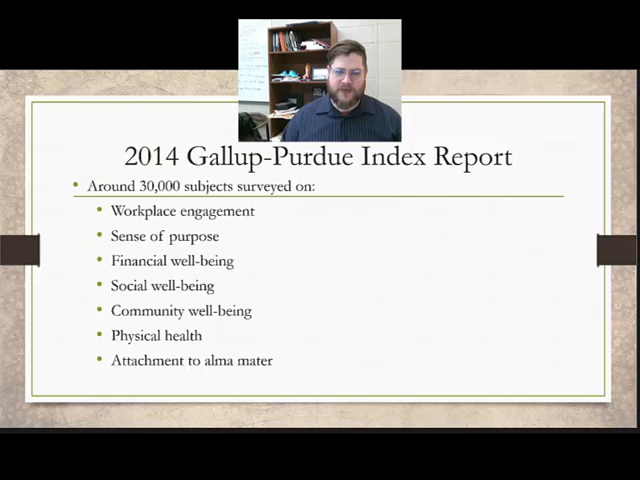 2014 Gallup-Purdue Index Report
• Around 30,000 subjects surveyed on:
• Workplace engagement
• Sense of purpose
• Financial well-being
• Social well-being
• Community well-being
• Physical health
• Attachment to alma mater